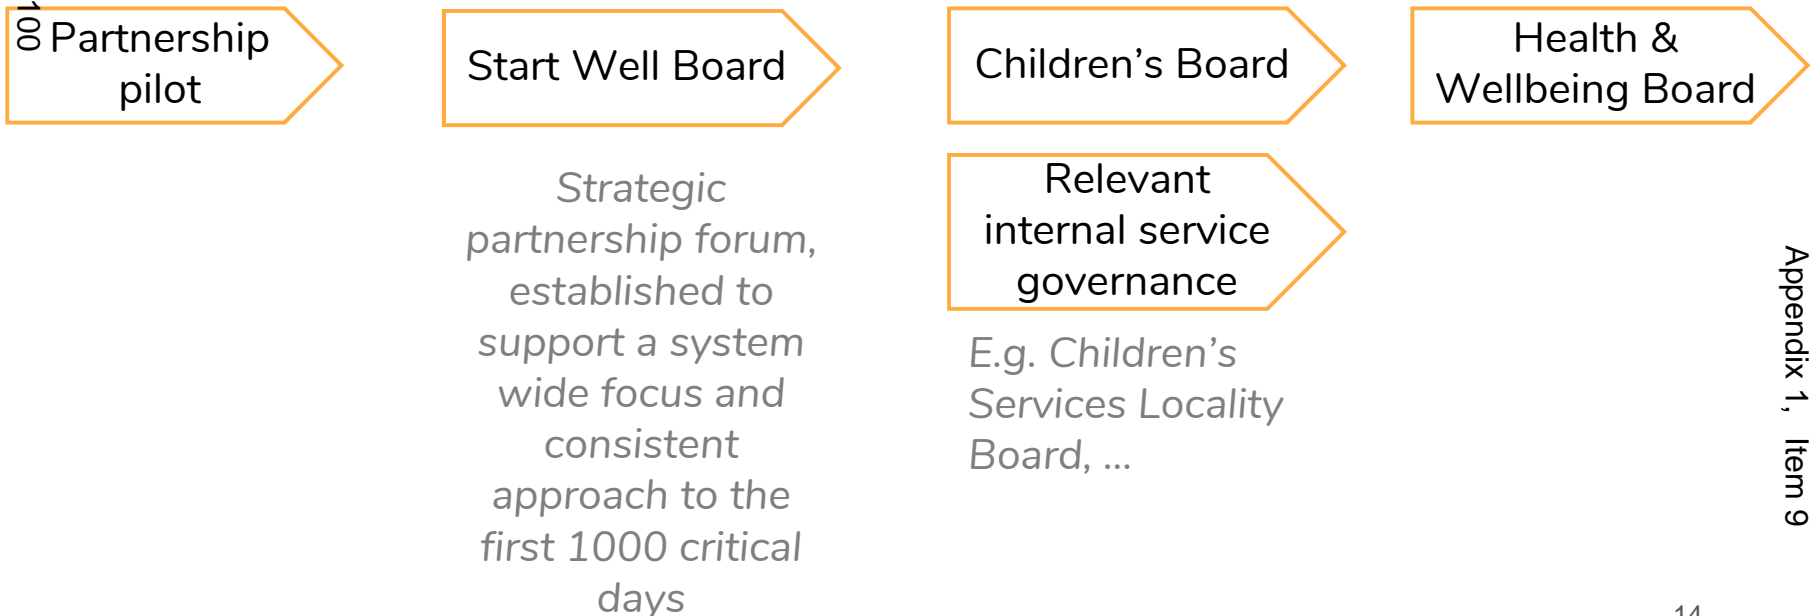 100
Partnership
pilot
Start Well Board
Strategic
partnership forum,
established to
support a system
wide focus and
consistent
approach to the
first 1000 critical
days
Children’s Board
Relevant
internal service
governance
E.g. Children’s
Services Locality
Board, ...
Health &
Wellbeing Board
Appendix 1, Item 9
14